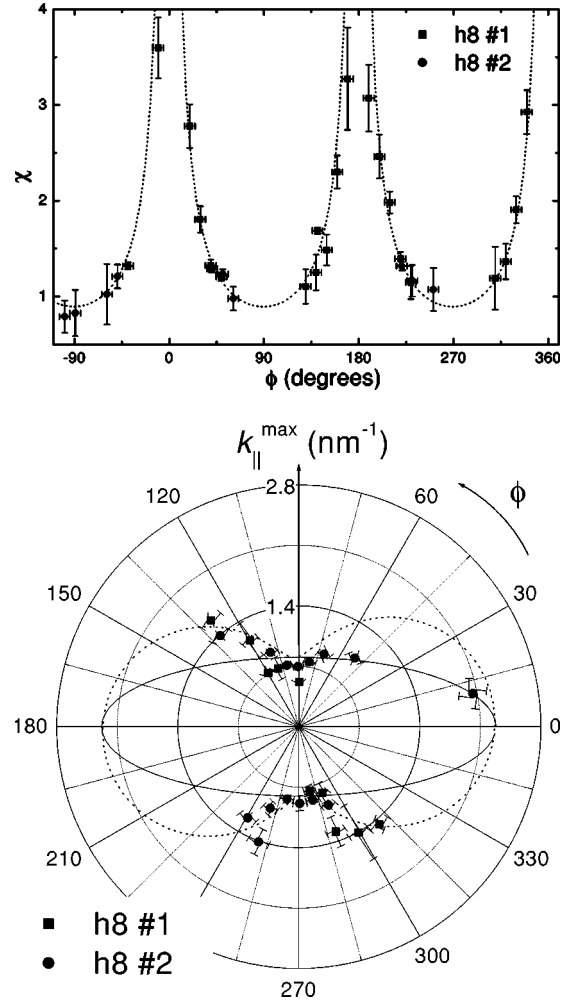 4
3
2
1
χ
h8 #1
h8 #2
-90 0 90 180 270 360
ϕ (degrees)
k||max (nm-1)
2.8
1.4
ϕ
120
60
150
30
180
0
210
330
300
270
h8 #1
h8 #2